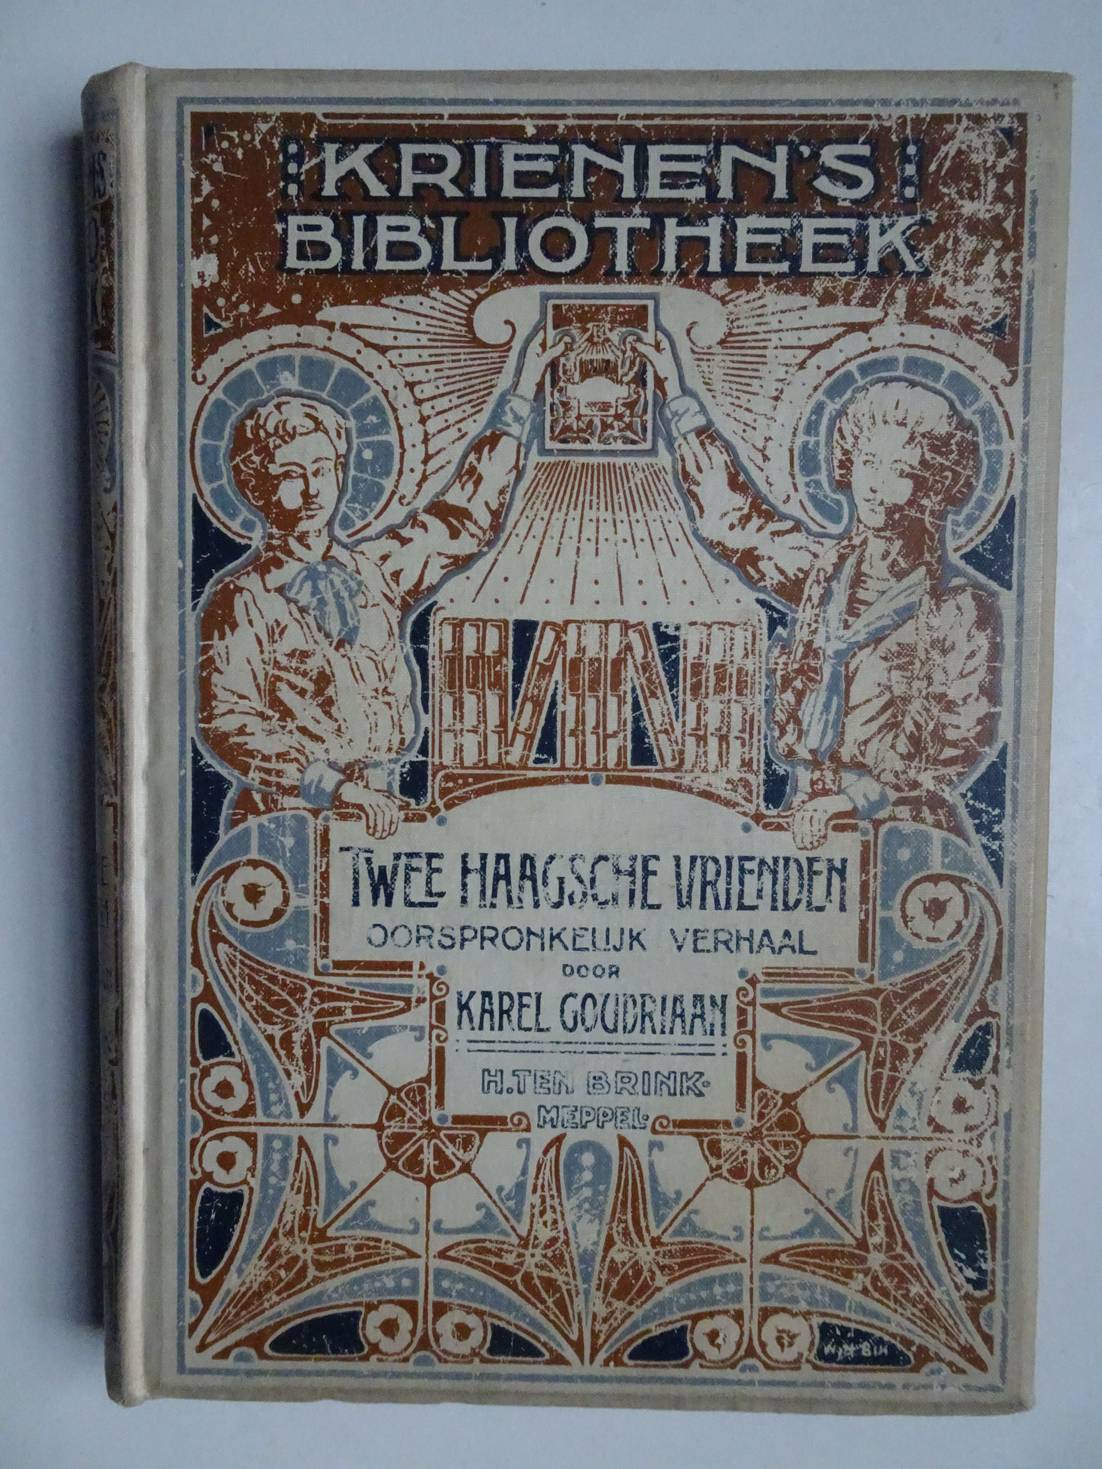 KRIENEN'S
BIBLIOTHEEK
TWEE HAAGSCHE VRIENDEN
OORSPRONKELIJK VERHAAL
DOOR
KAREL GOUDRIAAN
H. TEN BRINK.
MEPPEL.